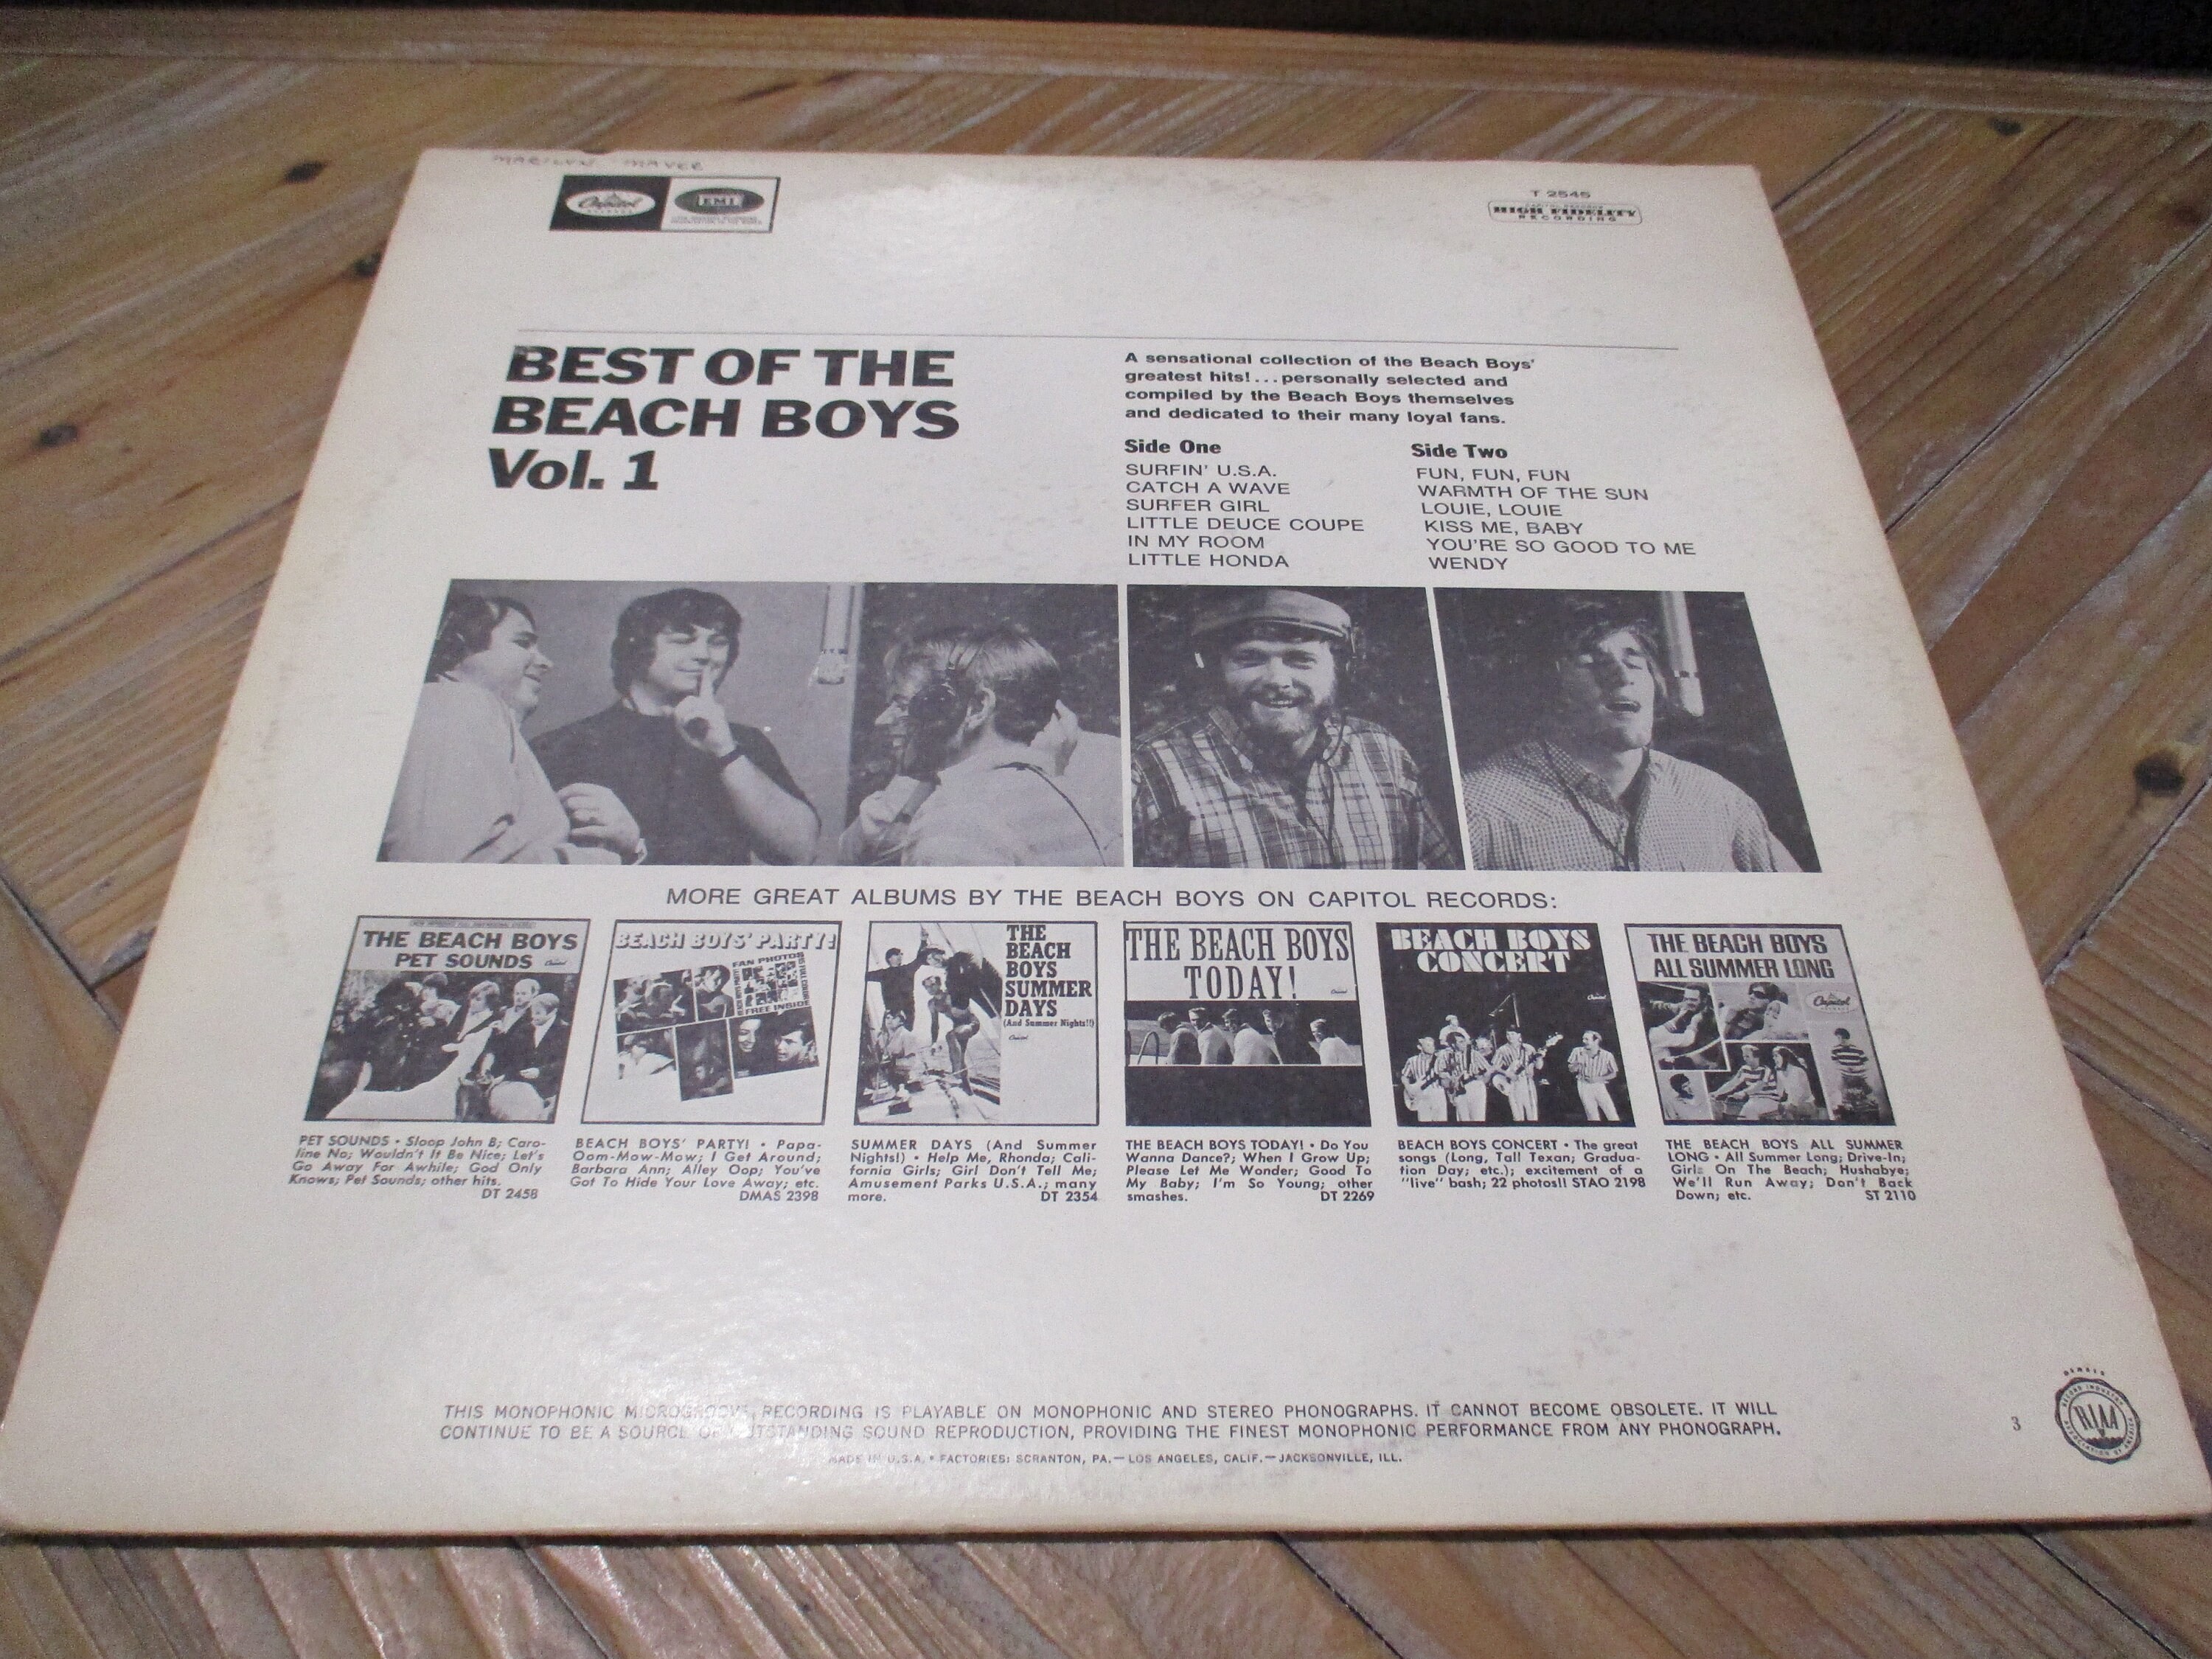 Capitol
RECORDS
EMI
T 2545
HIGH FIDELITY
RECORDING
BEST OF THE
BEACH BOYS
Vol. 1
A sensational collection of the Beach Boys'
greatest hits! ... personally selected and
compiled by the Beach Boys themselves
and dedicated to their many loyal fans.
Side One
SURFIN' U.S.A.
CATCH A WAVE
SURFER GIRL
LITTLE DEUCE COUPE
IN MY ROOM
LITTLE HONDA
Side Two
FUN, FUN, FUN
WARMTH OF THE SUN
LOUIE, LOUIE
KISS ME, BABY
YOU'RE SO GOOD TO ME
WENDY
MORE GREAT ALBUMS BY THE BEACH BOYS ON CAPITOL RECORDS:
THE BEACH BOYS
PET SOUNDS
Capitol
BEACH BOYS' PARTY!
FAN PHOTOS
FREE INSIDE
THE
BEACH
BOYS
SUMMER
DAYS
(And Summer Nights!!)
Capitol
THE BEACH BOYS
TODAY!
Capitol
BEACH BOYS
CONCERT
Capitol
THE BEACH BOYS
ALL SUMMER LONG
Capitol
PET SOUNDS • Sloop John B; Caro-
line No; Wouldn't It Be Nice; Let's
Go Away For Awhile; God Only
Knows; Pet Sounds; other hits.
DT 2458
BEACH BOYS' PARTY! • Papa-
Oom-Mow-Mow; I Get Around;
Barbara Ann; Alley Oop; You've
Got To Hide Your Love Away; etc.
DMAS 2398
SUMMER DAYS (And Summer
Nights!) • Help Me, Rhonda; Cali-
fornia Girls; Girl Don't Tell Me;
Amusement Parks U.S.A.; many
more. DT 2354
THE BEACH BOYS TODAY! • Do You
Wanna Dance?; When I Grow Up;
Please Let Me Wonder; Good To
My Baby; I'm So Young; other
smashes. DT 2269
BEACH BOYS CONCERT • The great
songs (Long, Tall Texan; Gradua-
tion Day; etc.); excitement of a
"live" bash; 22 photos!! STAO 2198
THE BEACH BOYS ALL SUMMER
LONG • All Summer Long; Drive-In;
Girls On The Beach; Hushabye;
We'll Run Away; Don't Back
Down; etc. ST 2110
THIS MONOPHONIC MICROGROOVE RECORDING IS PLAYABLE ON MONOPHONIC AND STEREO PHONOGRAPHS. IT CANNOT BECOME OBSOLETE. IT WILL
CONTINUE TO BE A SOURCE OF OUTSTANDING SOUND REPRODUCTION, PROVIDING THE FINEST MONOPHONIC PERFORMANCE FROM ANY PHONOGRAPH.
MADE IN U.S.A. • FACTORIES: SCRANTON, PA.—LOS ANGELES, CALIF.—JACKSONVILLE, ILL.
3
MEMBER
RECORD INDUSTRY
ASSOCIATION OF AMERICA
RIAA